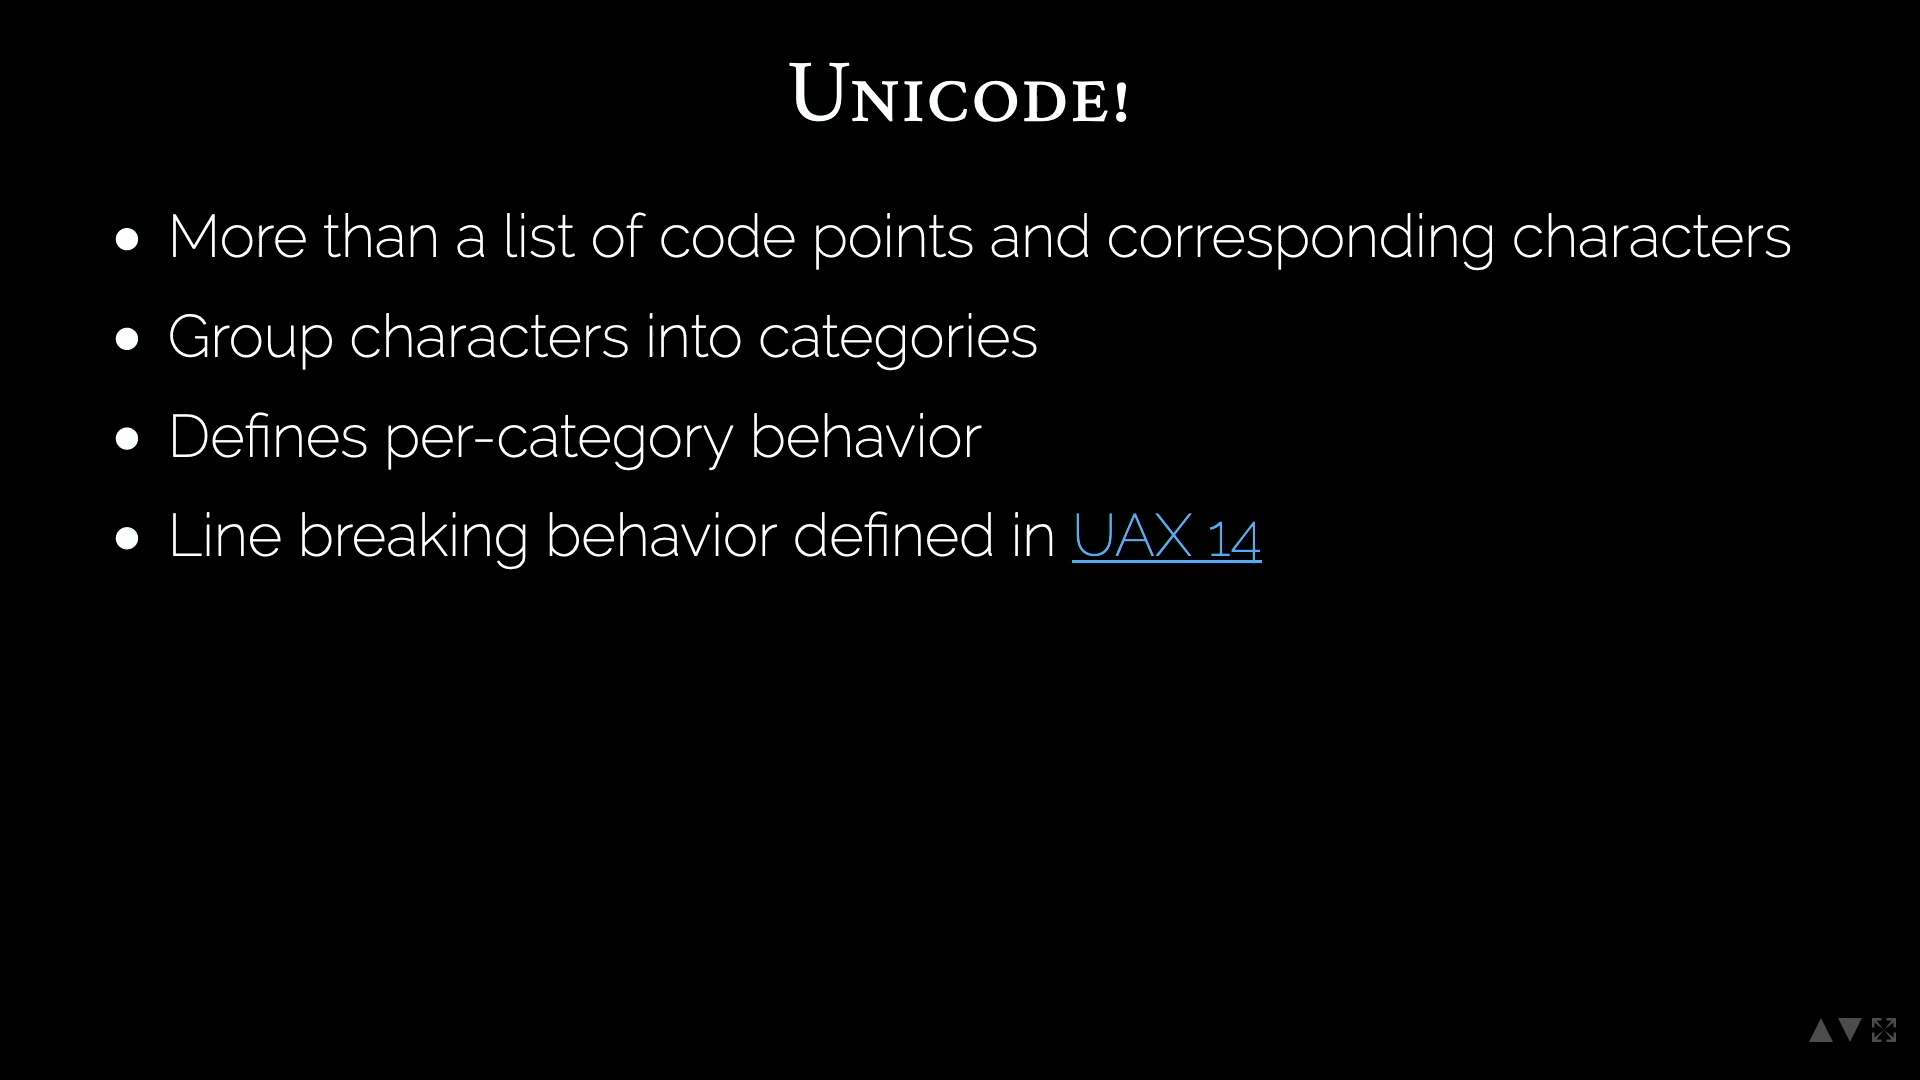 Unicode!
• More than a list of code points and corresponding characters
• Group characters into categories
• Defines per-category behavior
• Line breaking behavior defined in UAX 14